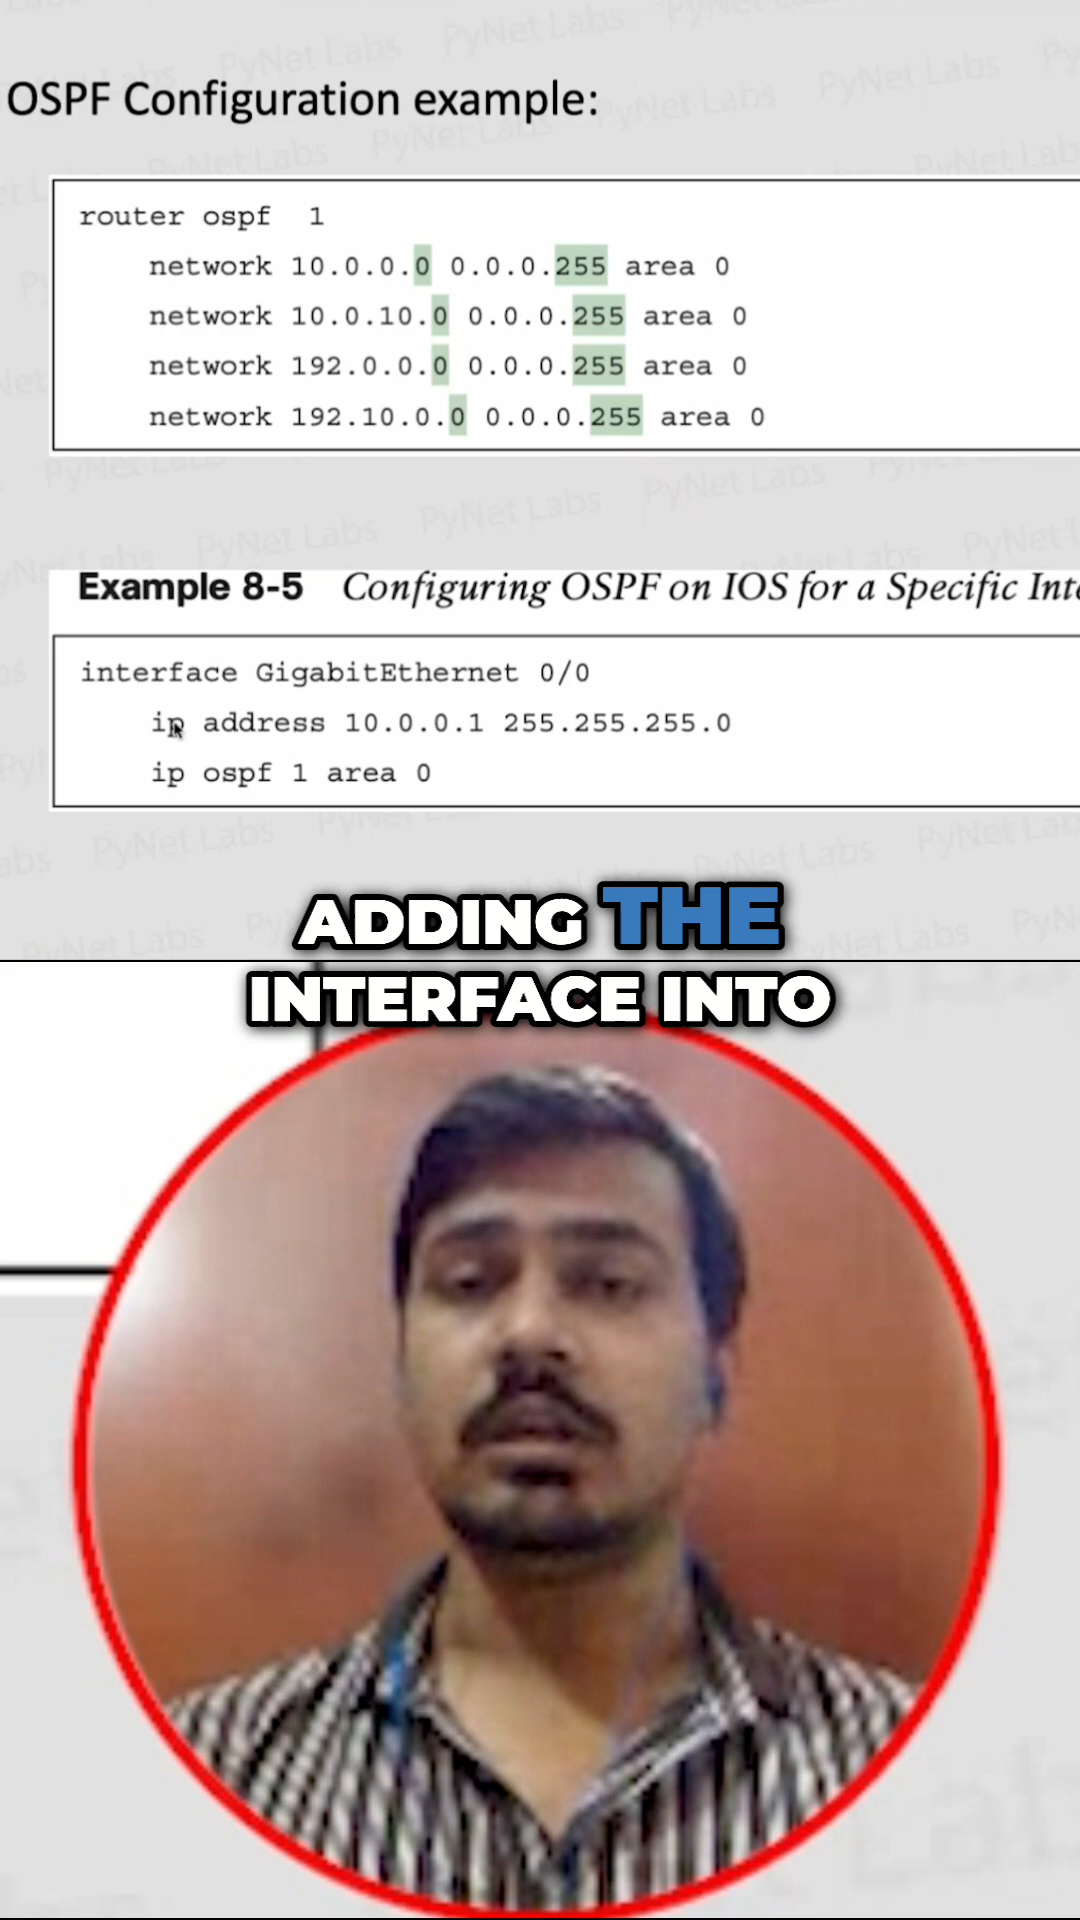 OSPF Configuration example:
router ospf 1
network 10.0.0.0 0.0.0.255 area 0
network 10.0.10.0 0.0.0.255 area 0
network 192.0.0.0 0.0.0.255 area 0
network 192.10.0.0 0.0.0.255 area 0
Example 8-5 Configuring OSPF on IOS for a Specific Inte
interface GigabitEthernet 0/0
ip address 10.0.0.1 255.255.255.0
ip ospf 1 area 0
ADDING THE
INTERFACE INTO
PyNet Labs